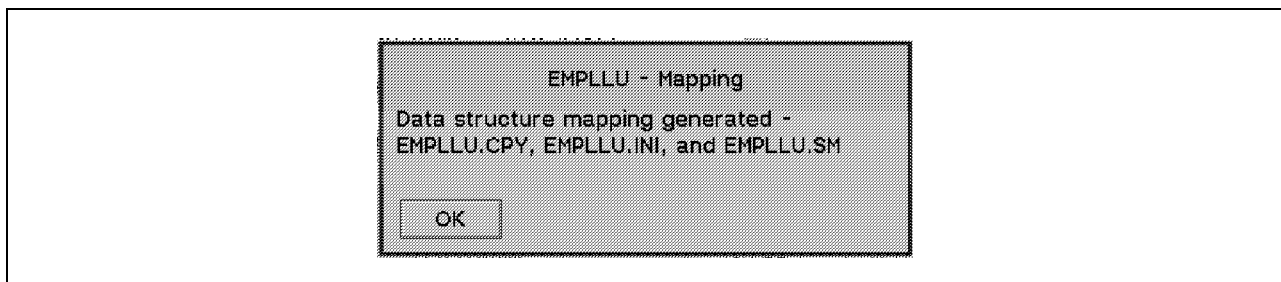 EMPLLU - Mapping
Data structure mapping generated -
EMPLLU.CPY, EMPLLU.INI, and EMPLLU.SM
OK